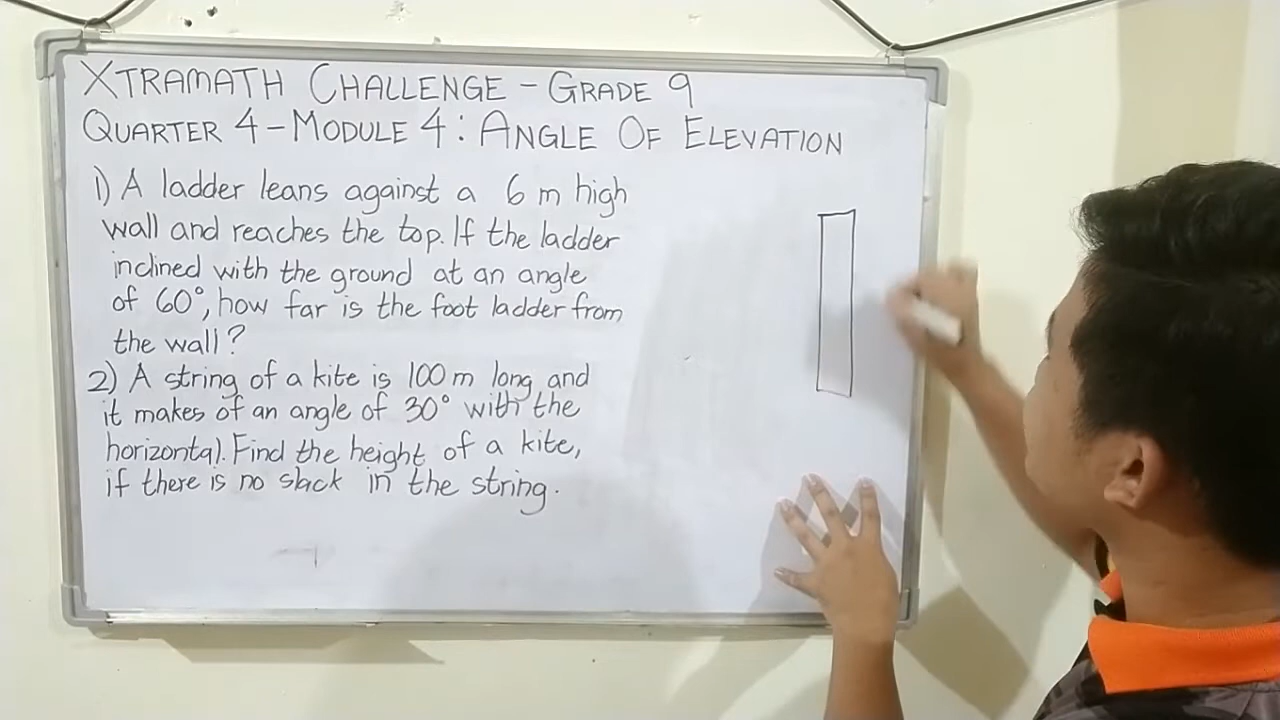 XTRAMATH CHALLENGE - GRADE 9
QUARTER 4 - MODULE 4 : ANGLE OF ELEVATION
1) A ladder leans against a 6 m high
wall and reaches the top. If the ladder
inclined with the ground at an angle
of 60°, how far is the foot ladder from
the wall?
2) A string of a kite is 100 m long and
it makes of an angle of 30° with the
horizontal. Find the height of a kite,
if there is no slack in the string.